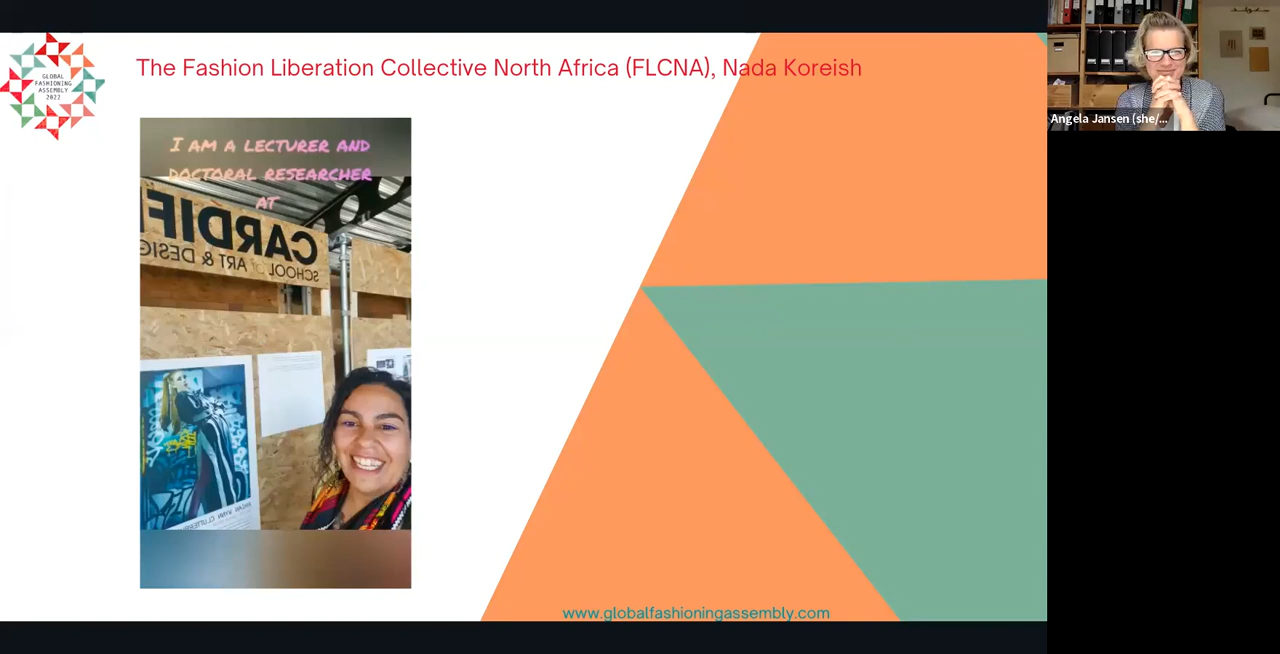 The Fashion Liberation Collective North Africa (FLCNA), Nada Koreish
GLOBAL
FASHIONING
ASSEMBLY
2022
I AM A LECTURER AND
DOCTORAL RESEARCHER
AT
CARDIF
SCHOOL of ART & DESIG
www.globalfashioningassembly.com
Angela Jansen (she/...